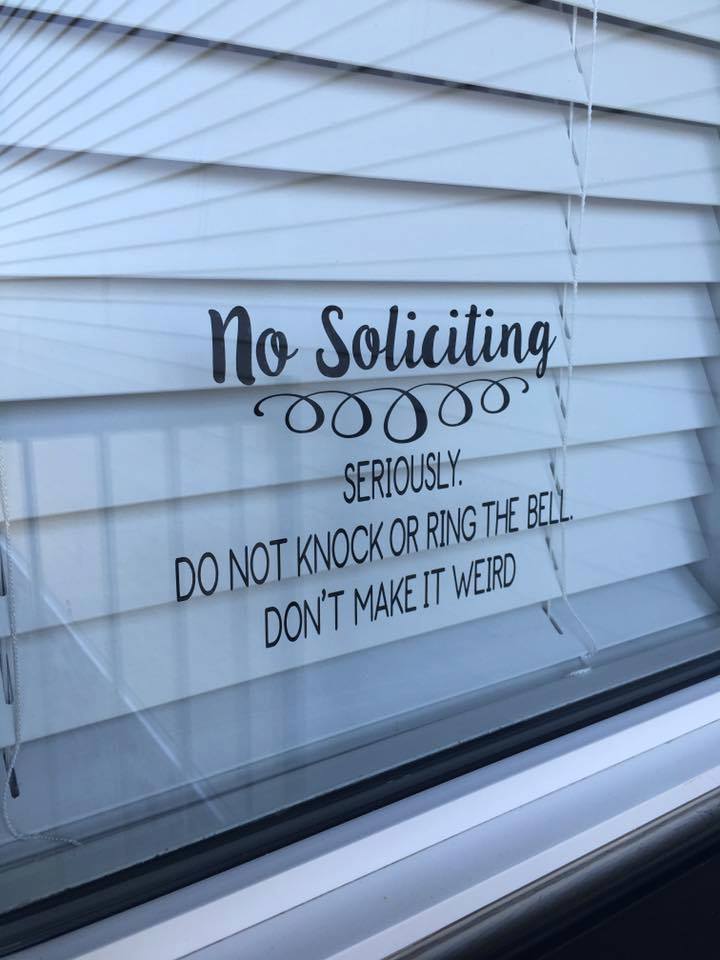 No Soliciting
SERIOUSLY.
DO NOT KNOCK OR RING THE BELL.
DON'T MAKE IT WEIRD